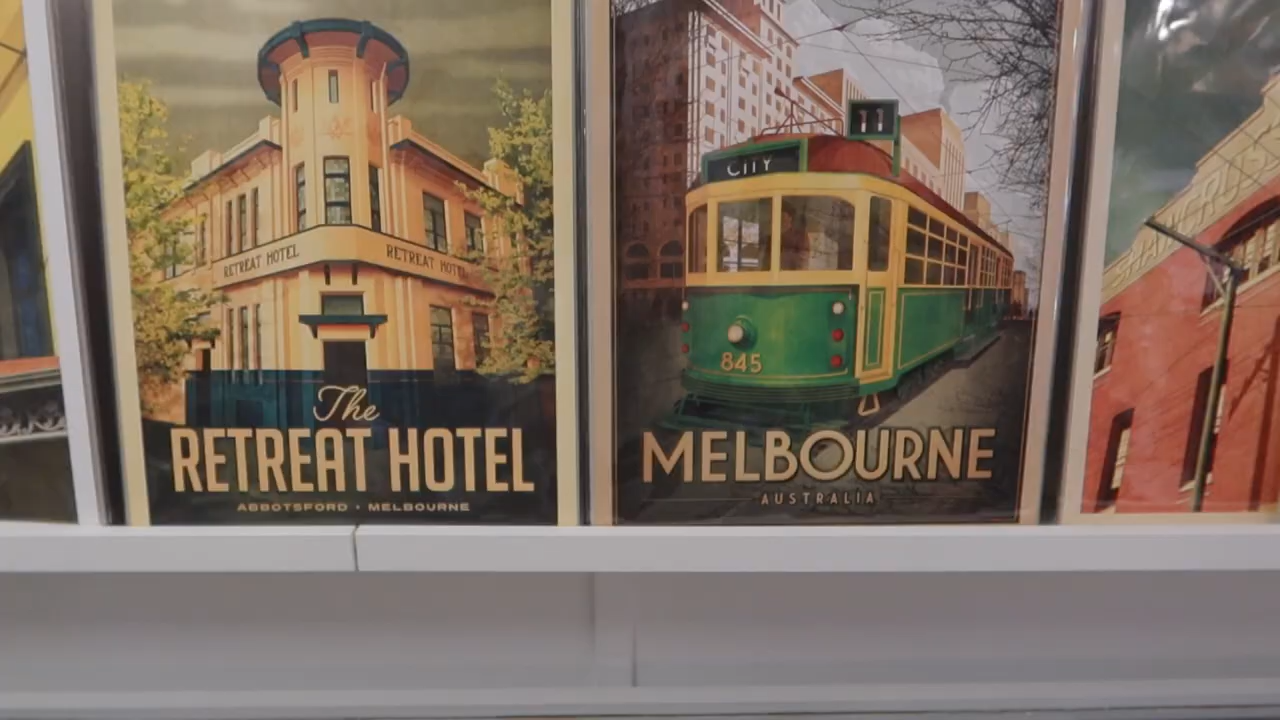 RETREAT HOTEL
RETREAT HOTEL
The
RETREAT HOTEL
ABBOTSFORD • MELBOURNE
11
CITY
845
MELBOURNE
AUSTRALIA